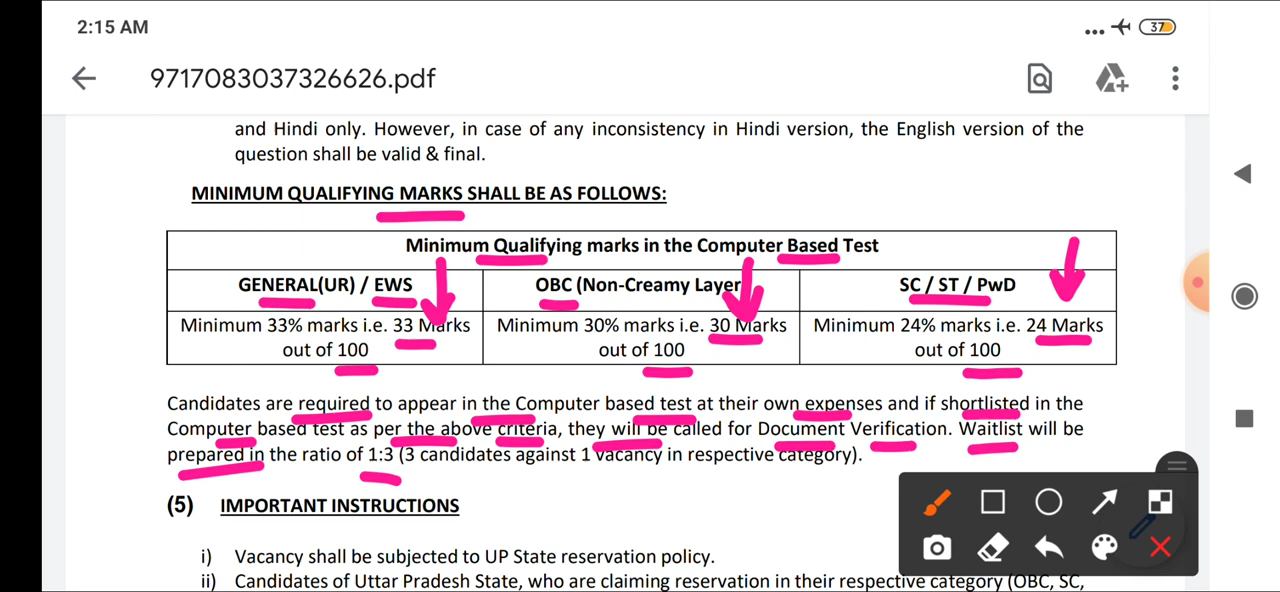 2:15 AM
37
9717083037326626.pdf
and Hindi only. However, in case of any inconsistency in Hindi version, the English version of the
question shall be valid & final.
MINIMUM QUALIFYING MARKS SHALL BE AS FOLLOWS:
Minimum Qualifying marks in the Computer Based Test
GENERAL(UR) / EWS
OBC (Non-Creamy Layer
SC / ST / PwD
Minimum 33% marks i.e. 33 Marks
out of 100
Minimum 30% marks i.e. 30 Marks
out of 100
Minimum 24% marks i.e. 24 Marks
out of 100
Candidates are required to appear in the Computer based test at their own expenses and if shortlisted in the
Computer based test as per the above criteria, they will be called for Document Verification. Waitlist will be
prepared in the ratio of 1:3 (3 candidates against 1 vacancy in respective category).
(5) IMPORTANT INSTRUCTIONS
i) Vacancy shall be subjected to UP State reservation policy.
ii) Candidates of Uttar Pradesh State, who are claiming reservation in their respective category (OBC, SC,